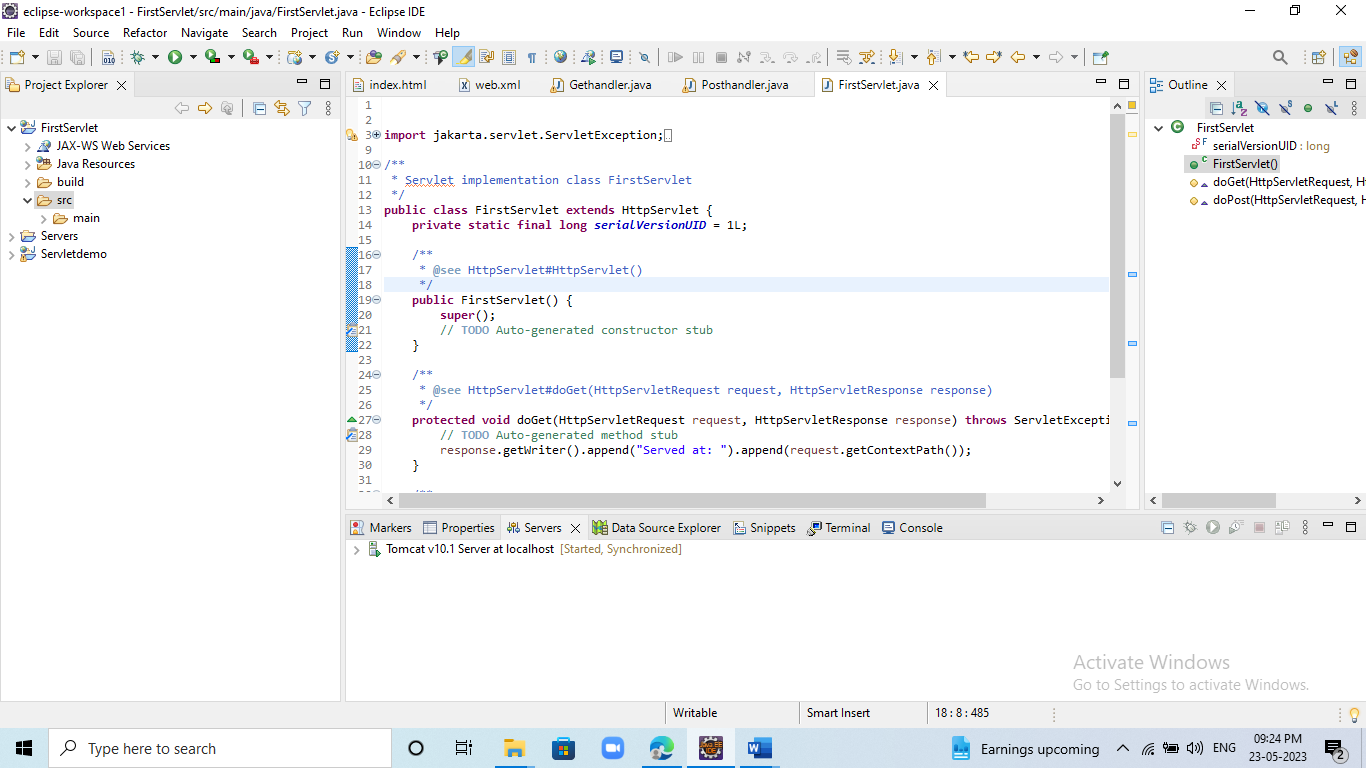 eclipse-workspace1 - FirstServlet/src/main/java/FirstServlet.java - Eclipse IDE
File Edit Source Refactor Navigate Search Project Run Window Help
Project Explorer
FirstServlet
JAX-WS Web Services
Java Resources
build
src
main
Servers
Servletdemo
index.html web.xml Gethandler.java Posthandler.java FirstServlet.java
1
2
3 import jakarta.servlet.ServletException;
9
10 /**
11 * Servlet implementation class FirstServlet
12 */
13 public class FirstServlet extends HttpServlet {
14 private static final long serialVersionUID = 1L;
15
16 /**
17 * @see HttpServlet#HttpServlet()
18 */
19 public FirstServlet() {
20 super();
21 // TODO Auto-generated constructor stub
22 }
23
24 /**
25 * @see HttpServlet#doGet(HttpServletRequest request, HttpServletResponse response)
26 */
27 protected void doGet(HttpServletRequest request, HttpServletResponse response) throws ServletExcepti
28 // TODO Auto-generated method stub
29 response.getWriter().append("Served at: ").append(request.getContextPath());
30 }
31
Outline
FirstServlet
serialVersionUID : long
FirstServlet()
doGet(HttpServletRequest, H
doPost(HttpServletRequest, H
Markers Properties Servers Data Source Explorer Snippets Terminal Console
Tomcat v10.1 Server at localhost [Started, Synchronized]
Activate Windows
Go to Settings to activate Windows.
Writable Smart Insert 18 : 8 : 485
Type here to search
Earnings upcoming
ENG
09:24 PM
23-05-2023
2